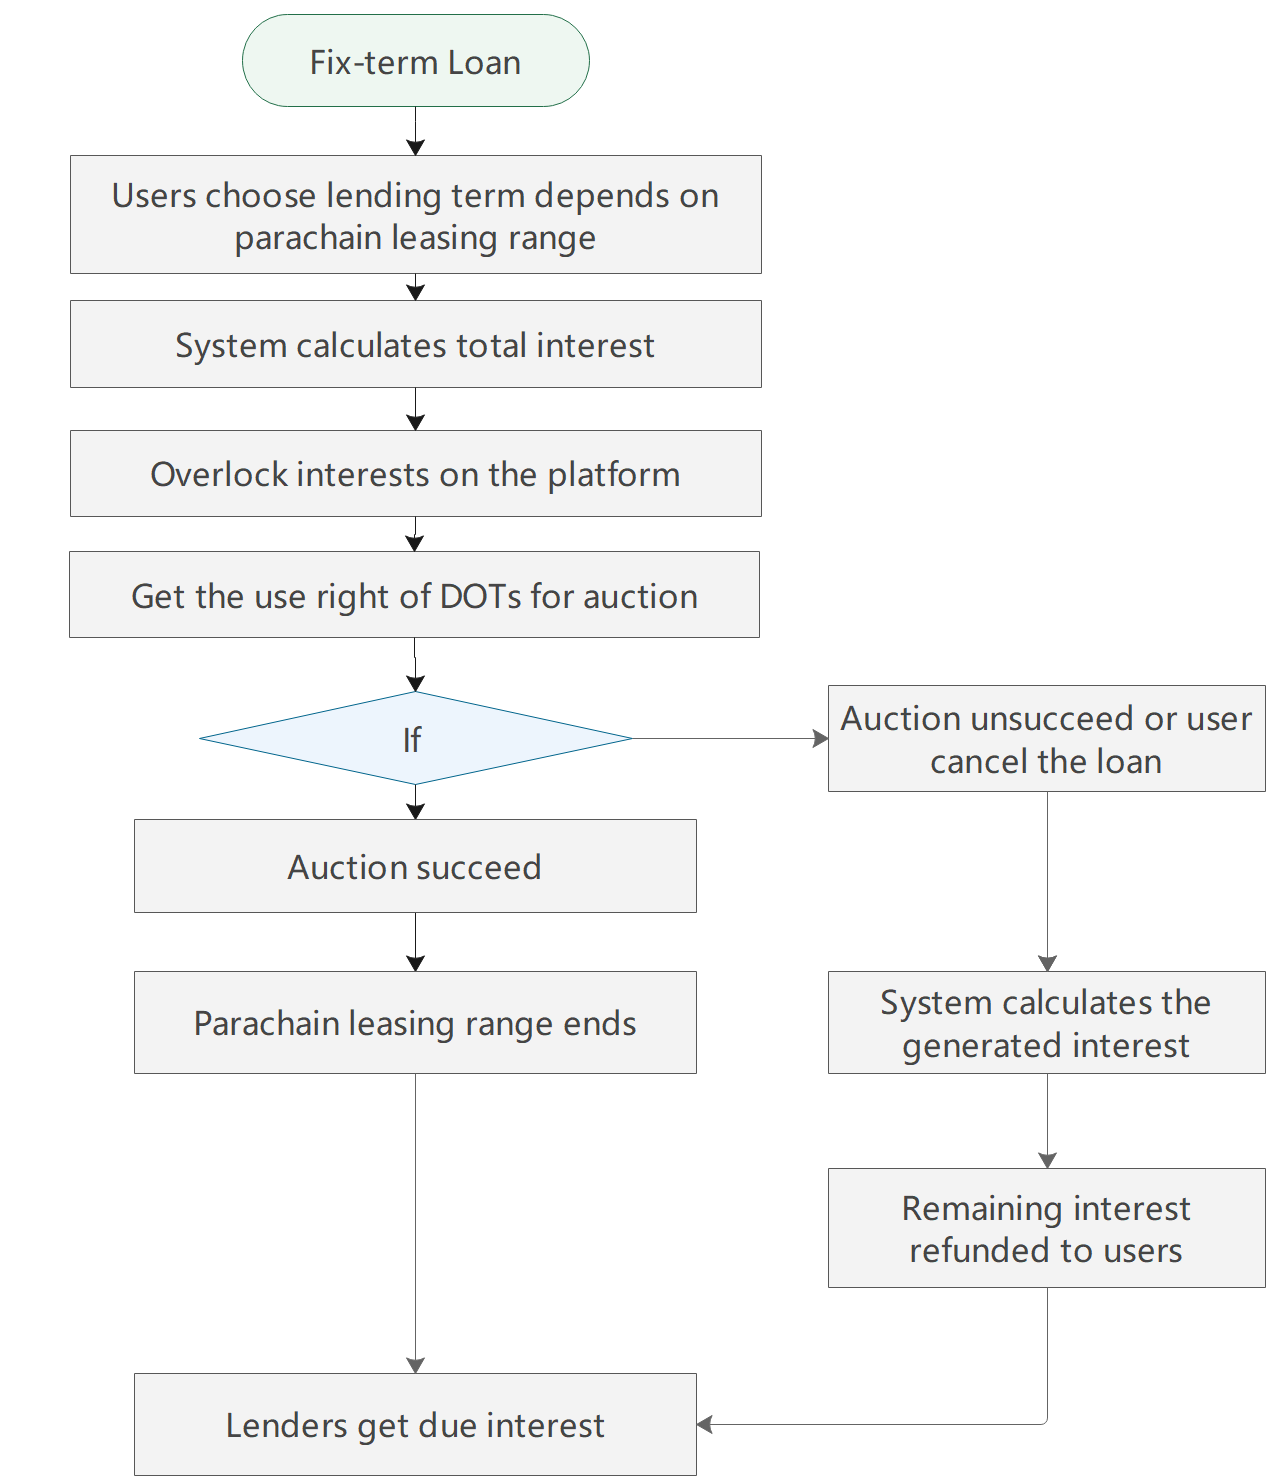 Fix-term Loan
Users choose lending term depends on
parachain leasing range
System calculates total interest
Overlock interests on the platform
Get the use right of DOTs for auction
If
Auction unsucceed or user
cancel the loan
Auction succeed
Parachain leasing range ends
System calculates the
generated interest
Remaining interest
refunded to users
Lenders get due interest